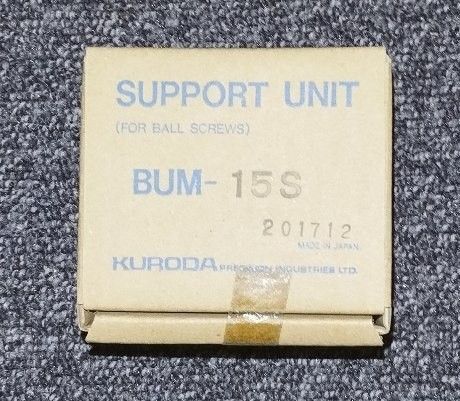 SUPPORT UNIT
(FOR BALL SCREWS)
BUM- 15S
201712
MADE IN JAPAN.
KURODA PRECISION INDUSTRIES LTD.